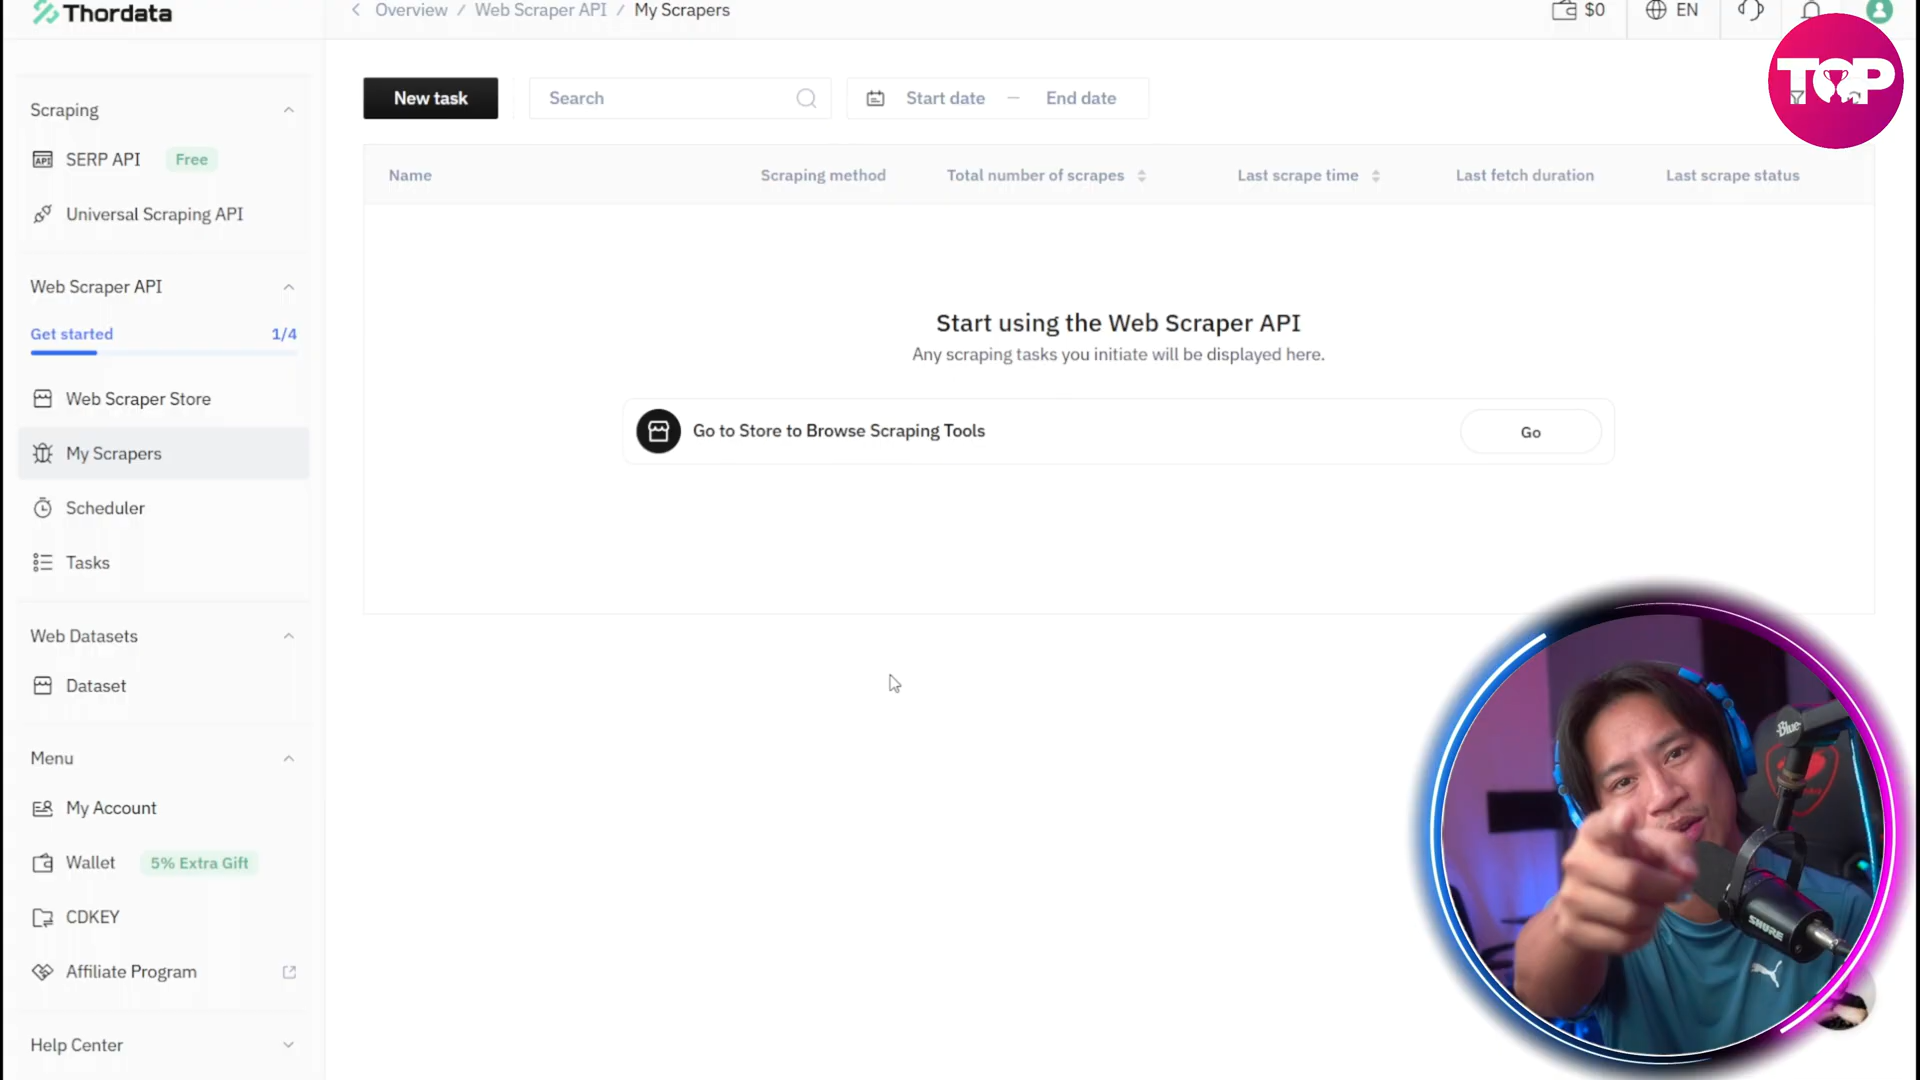 Thordata
Overview / Web Scraper API / My Scrapers
$0
EN
TOP
New task
Search
Start date – End date
Name
Scraping method
Total number of scrapes
Last scrape time
Last fetch duration
Last scrape status
Scraping
SERP API Free
Universal Scraping API
Web Scraper API
Get started 1/4
Web Scraper Store
My Scrapers
Scheduler
Tasks
Web Datasets
Dataset
Menu
My Account
Wallet 5% Extra Gift
CDKEY
Affiliate Program
Help Center
Start using the Web Scraper API
Any scraping tasks you initiate will be displayed here.
Go to Store to Browse Scraping Tools
Go
Blue
SHURE